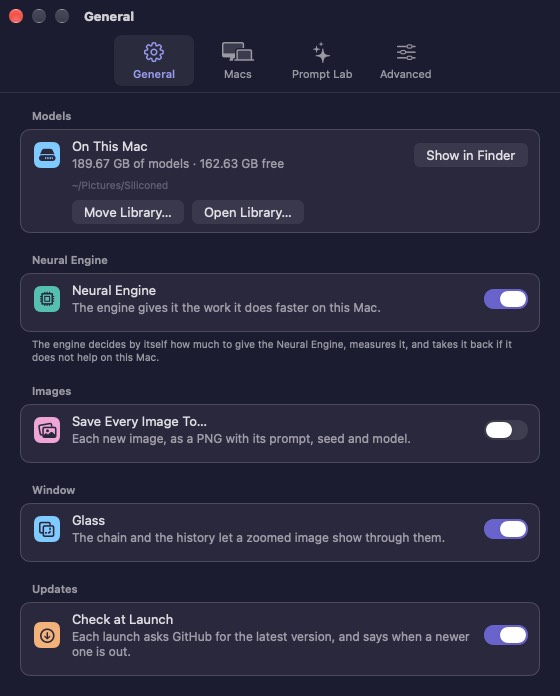 General
General
Macs
Prompt Lab
Advanced
Models
On This Mac
189.67 GB of models · 162.63 GB free
~/Pictures/Siliconed
Show in Finder
Move Library...
Open Library...
Neural Engine
Neural Engine
The engine gives it the work it does faster on this Mac.
The engine decides by itself how much to give the Neural Engine, measures it, and takes it back if it
does not help on this Mac.
Images
Save Every Image To...
Each new image, as a PNG with its prompt, seed and model.
Window
Glass
The chain and the history let a zoomed image show through them.
Updates
Check at Launch
Each launch asks GitHub for the latest version, and says when a newer
one is out.